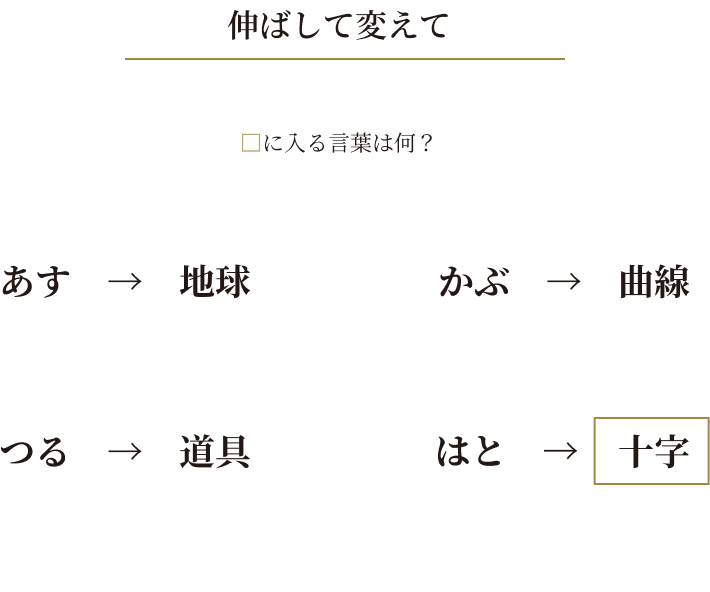 伸ばして変えて
□に入る言葉は何？
あす → 地球 かぶ → 曲線
つる → 道具 はと → 十字